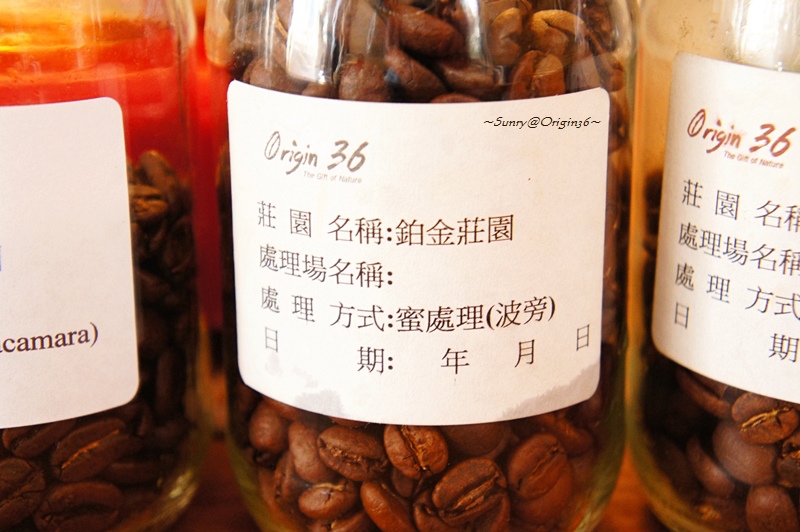 acamara)
~Sunry@Origin36~
Origin 36
The Gift of Nature
莊 園 名稱:鉑金莊園
處理場名稱:
處 理 方式:蜜處理(波旁)
日 期: 年 月 日
Origin 36
The Gift of Nature
莊 園 名稱
處理場名稱
處 理 方式
日 期